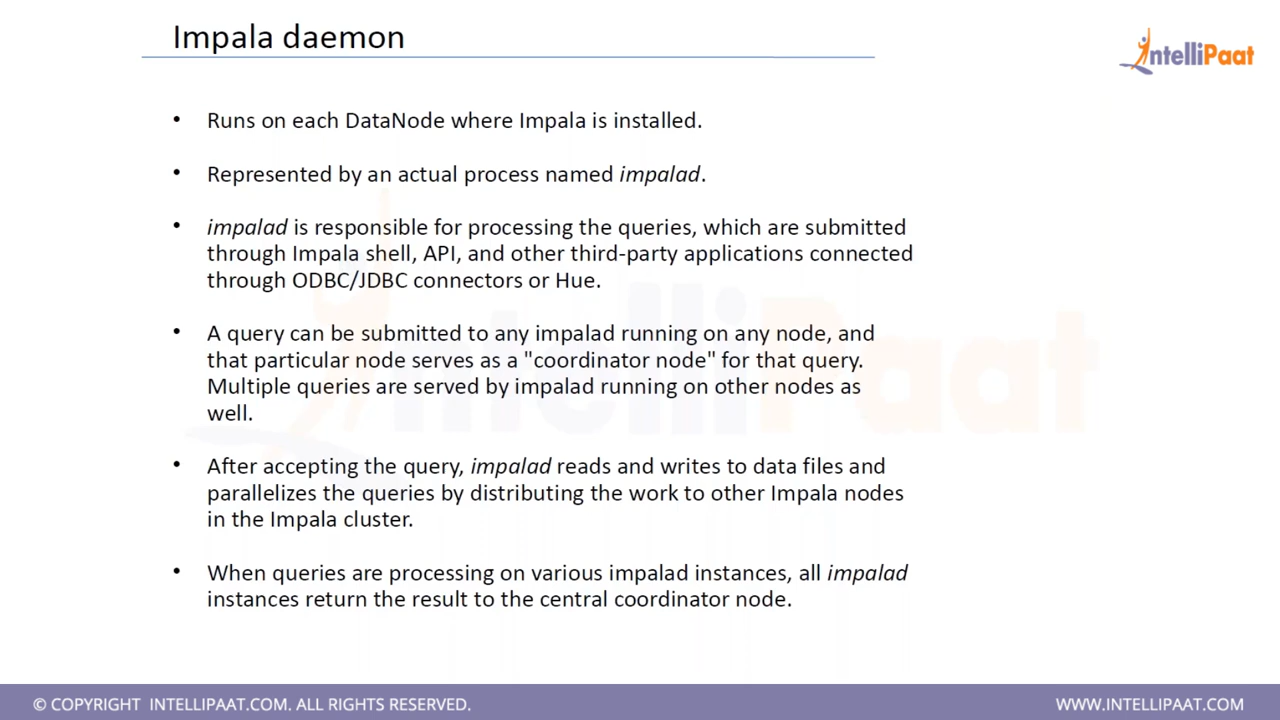 Impala daemon
IntelliPaat
• Runs on each DataNode where Impala is installed.
• Represented by an actual process named impalad.
• impalad is responsible for processing the queries, which are submitted
through Impala shell, API, and other third-party applications connected
through ODBC/JDBC connectors or Hue.
• A query can be submitted to any impalad running on any node, and
that particular node serves as a "coordinator node" for that query.
Multiple queries are served by impalad running on other nodes as
well.
• After accepting the query, impalad reads and writes to data files and
parallelizes the queries by distributing the work to other Impala nodes
in the Impala cluster.
• When queries are processing on various impalad instances, all impalad
instances return the result to the central coordinator node.
IntelliPaat
© COPYRIGHT INTELLIPAAT.COM. ALL RIGHTS RESERVED.
WWW.INTELLIPAAT.COM